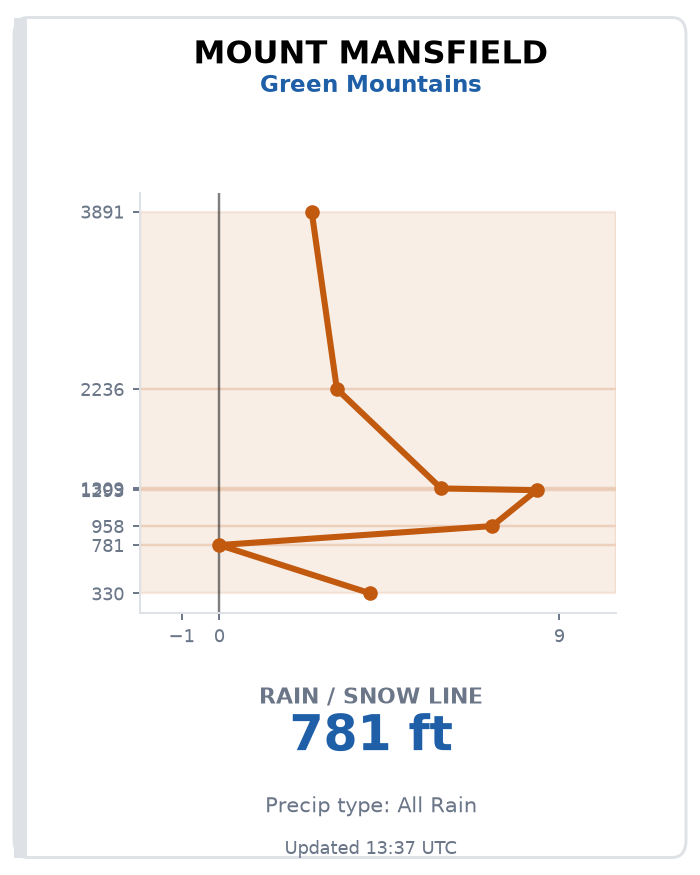 MOUNT MANSFIELD
Green Mountains
3891
2236
958
781
330
−1 0 9
RAIN / SNOW LINE
781 ft
Precip type: All Rain
Updated 13:37 UTC